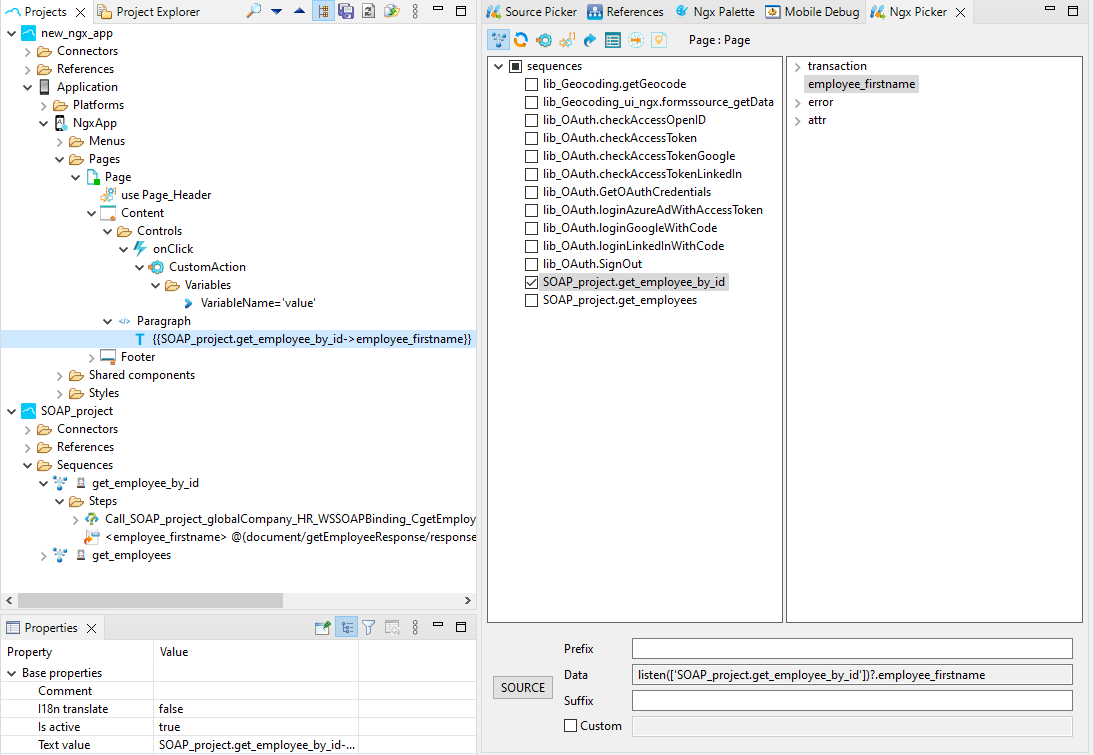 Projects
Project Explorer
new_ngx_app
Connectors
References
Application
Platforms
NgxApp
Menus
Pages
Page
use Page_Header
Content
Controls
onClick
CustomAction
Variables
VariableName='value'
Paragraph
{{SOAP_project.get_employee_by_id->employee_firstname}}
Footer
Shared components
Styles
SOAP_project
Connectors
References
Sequences
get_employee_by_id
Steps
Call_SOAP_project_globalCompany_HR_WSSOAPBinding_CgetEmploy
<employee_firstname> @(document/getEmployeeResponse/response
get_employees
Properties
Property Value
Base properties
Comment
I18n translate false
Is active true
Text value SOAP_project.get_employee_by_id-...
Source Picker
References
Ngx Palette
Mobile Debug
Ngx Picker
Page : Page
sequences
lib_Geocoding.getGeocode
lib_Geocoding_ui_ngx.formssource_getData
lib_OAuth.checkAccessOpenID
lib_OAuth.checkAccessToken
lib_OAuth.checkAccessTokenGoogle
lib_OAuth.checkAccessTokenLinkedIn
lib_OAuth.GetOAuthCredentials
lib_OAuth.loginAzureAdWithAccessToken
lib_OAuth.loginGoogleWithCode
lib_OAuth.loginLinkedInWithCode
lib_OAuth.SignOut
SOAP_project.get_employee_by_id
SOAP_project.get_employees
transaction
employee_firstname
error
attr
SOURCE
Prefix
Data listen(['SOAP_project.get_employee_by_id'])?.employee_firstname
Suffix
Custom